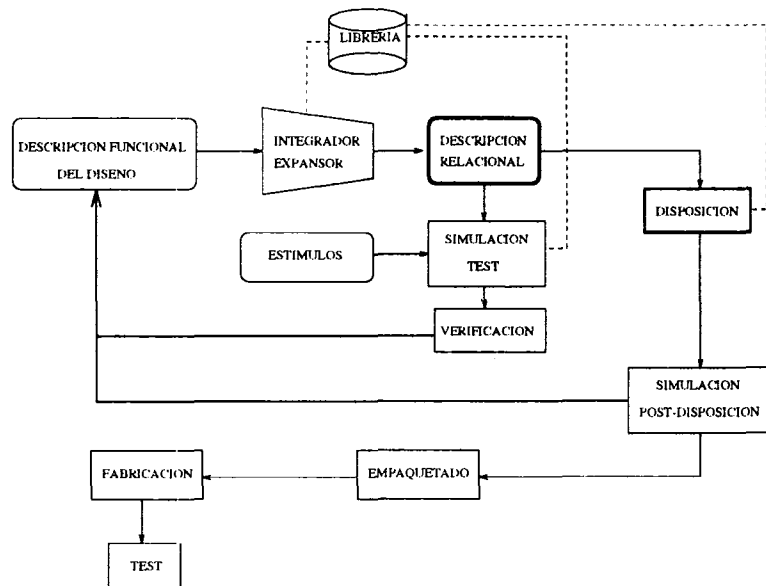 LIBRERIA
DESCRIPCION FUNCIONAL
DEL DISENO
INTEGRADOR
EXPANSOR
DESCRIPCION
RELACIONAL
DISPOSICION
ESTIMULOS
SIMULACION
TEST
VERIFICACION
SIMULACION
POST-DISPOSICION
FABRICACION
EMPAQUETADO
TEST